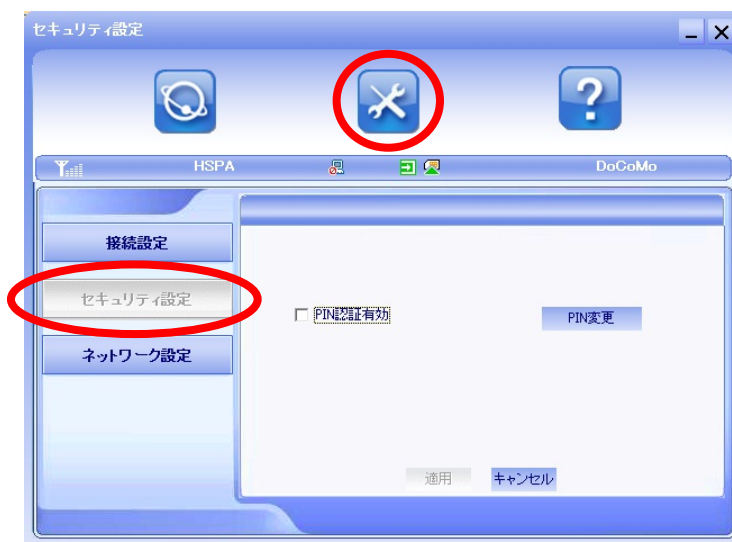 セキュリティ設定
HSPA
DoCoMo
接続設定
セキュリティ設定
PIN認証有効
PIN変更
ネットワーク設定
適用
キャンセル